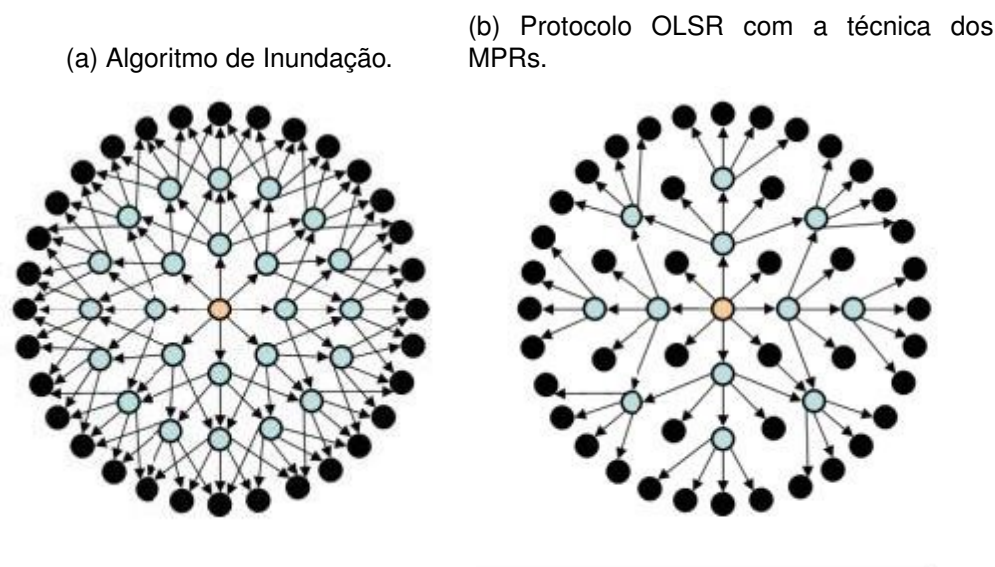 (a) Algoritmo de Inundação.
(b) Protocolo OLSR com a técnica dos
MPRs.